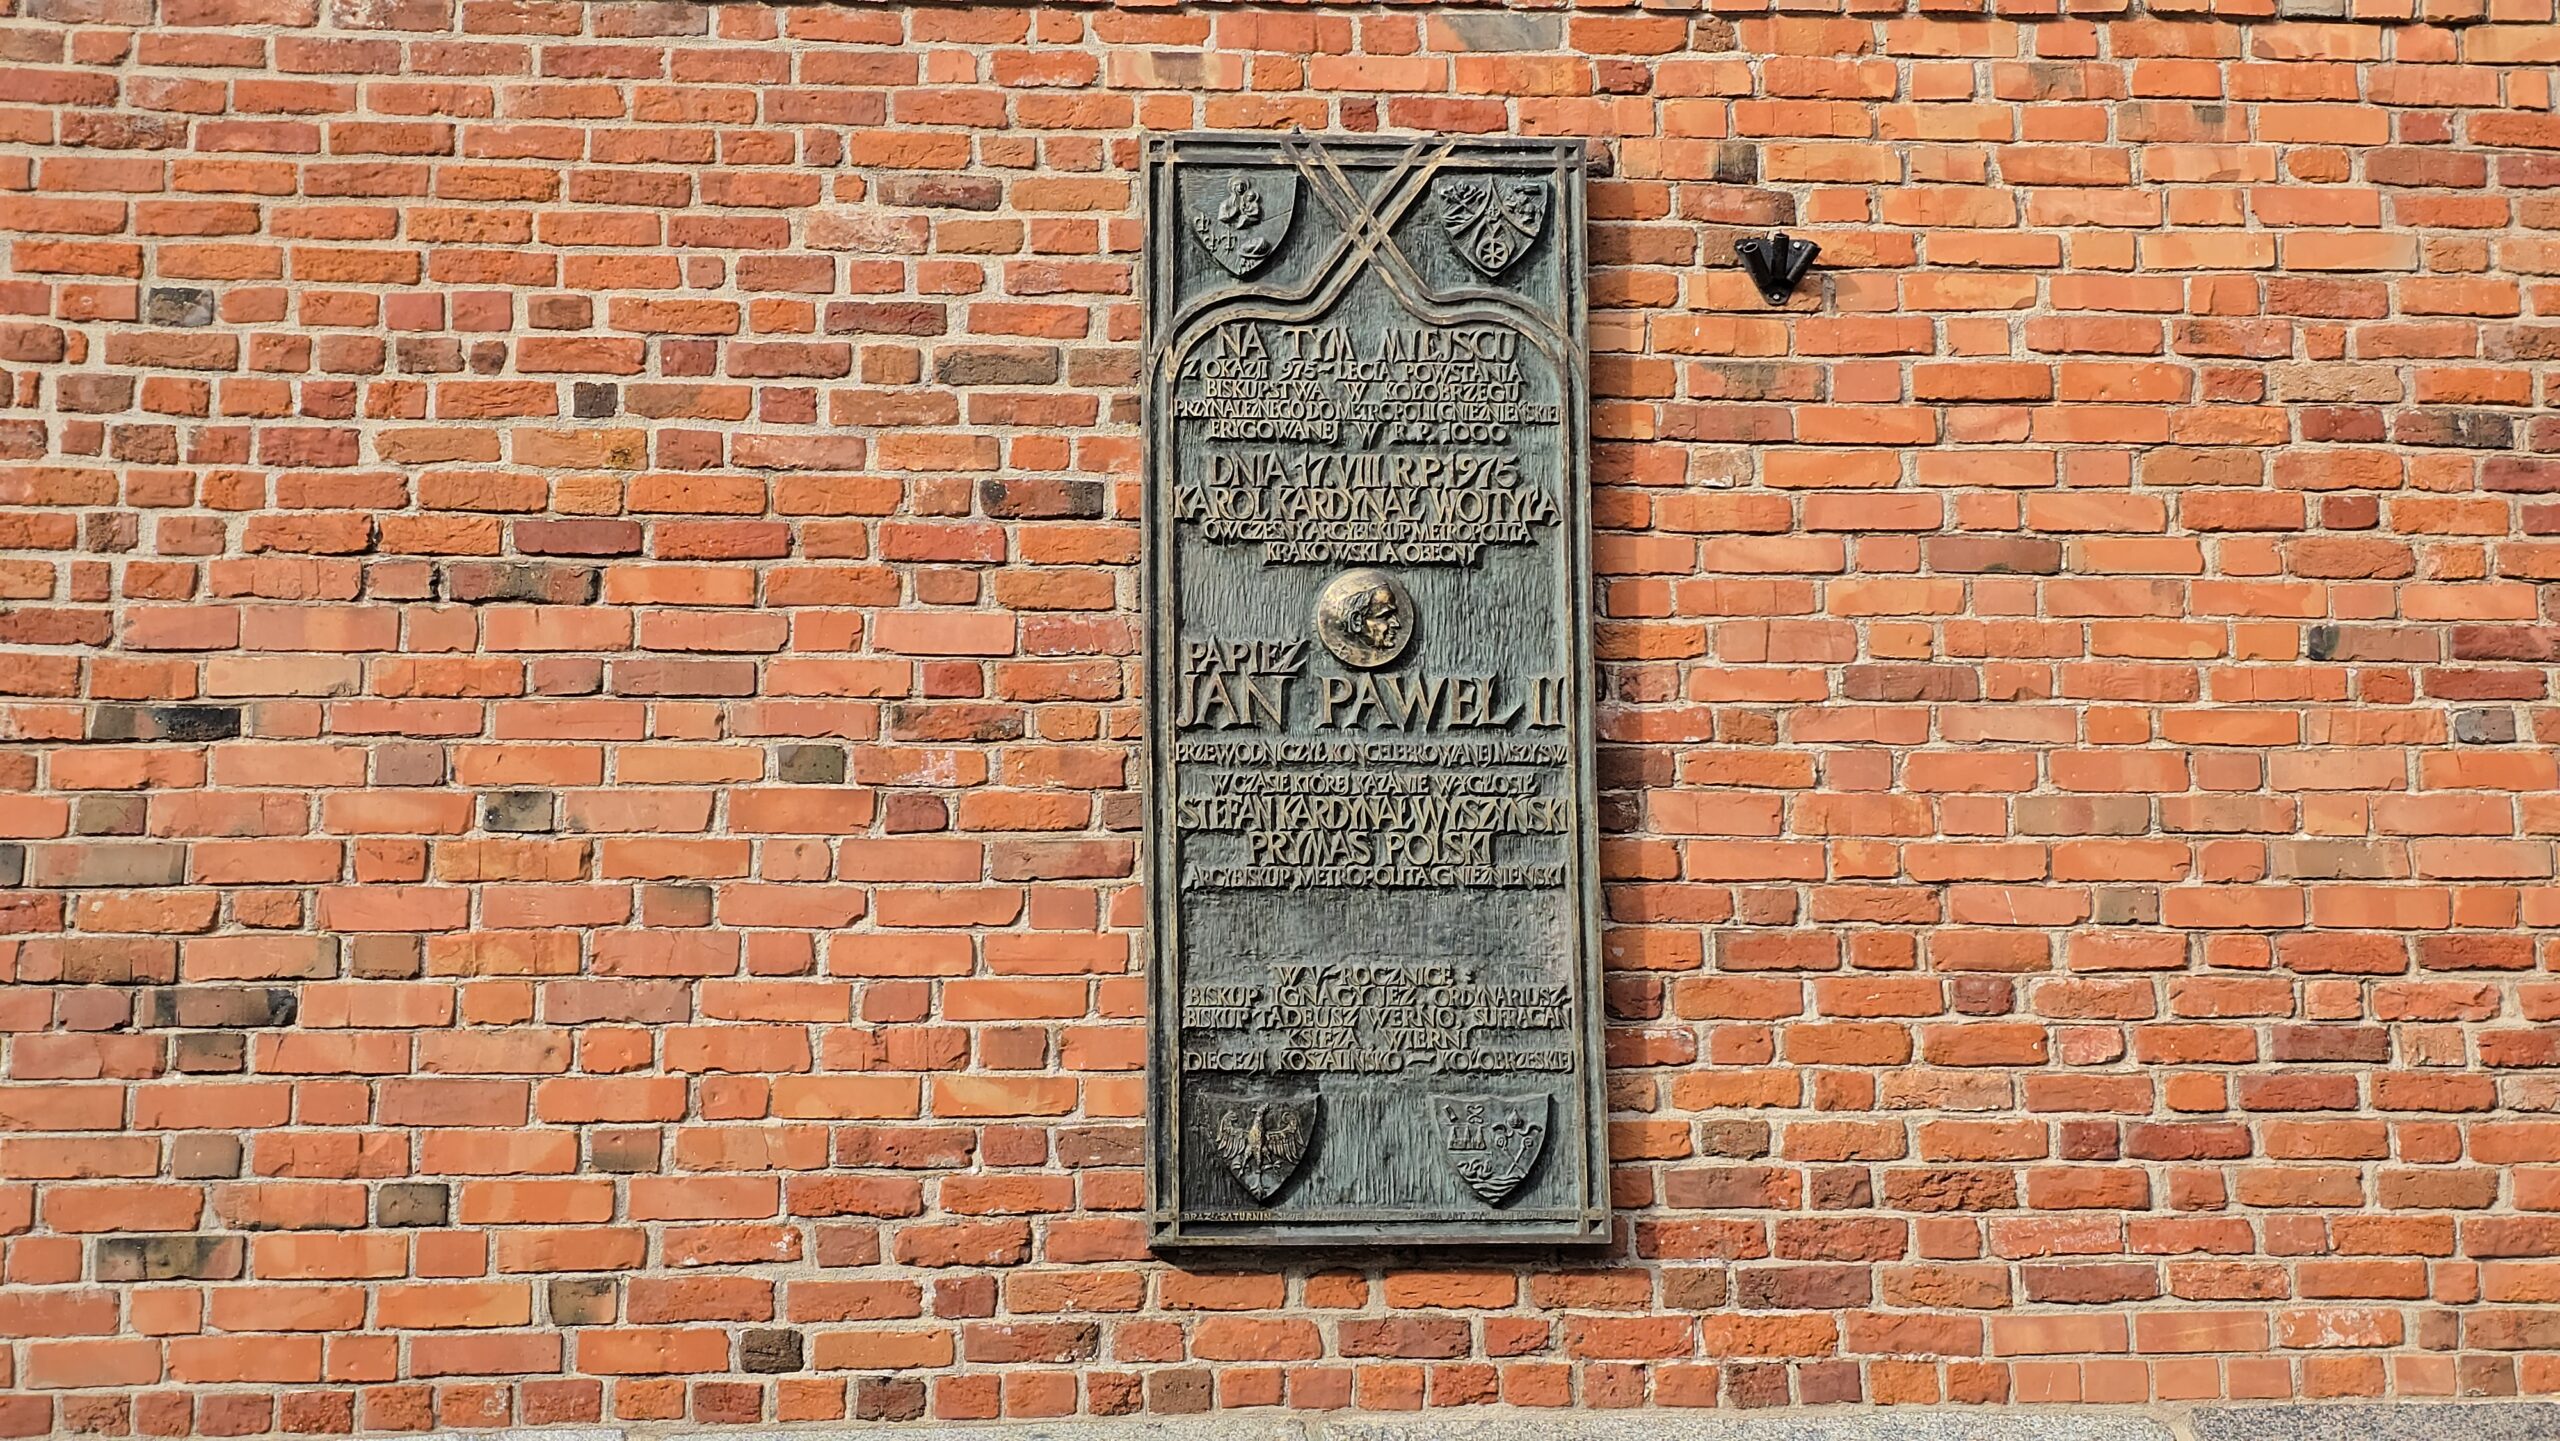 NA TYM MIEJSCU
Z OKAZJI 975-LECIA POWSTANIA
BISKUPSTWA W KOŁOBRZEGU
PRZYNALEŻNEGO DO METROPOLII GNIEŹNIEŃSKIEJ
ERYGOWANEJ W R.P. 1000
DNIA 17. VIII R.P. 1975
KAROL KARDYNAŁ WOJTYŁA
ÓWCZESNY ARCYBISKUP METROPOLITA
KRAKOWSKI A OBECNY
PAPIEŻ
JAN PAWEŁ II
PRZEWODNICZYŁ KONCELEBROWANEJ MSZY ŚW.
W CZASIE KTÓREJ KAZANIE WYGŁOSIŁ
STEFAN KARDYNAŁ WYSZYŃSKI
PRYMAS POLSKI
ARCYBISKUP METROPOLITA GNIEŹNIEŃSKI
W V-ROCZNICĘ:
BISKUP IGNACY JEŻ, ORDYNARIUSZ-
BISKUP TADEUSZ WERNO, SUFRAGAN
KSIĘŻA WIERNI
DIECEZJI KOSZALIŃSKO-KOŁOBRZESKIEJ
BRĄZ: SATURNIN